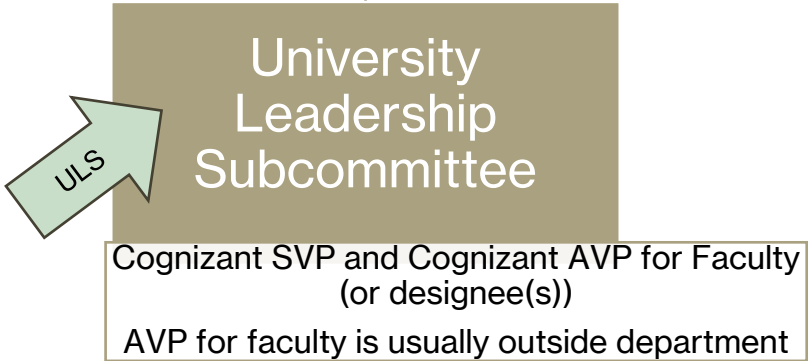 University
Leadership
Subcommittee
ULS
Cognizant SVP and Cognizant AVP for Faculty
(or designee(s))
AVP for faculty is usually outside department